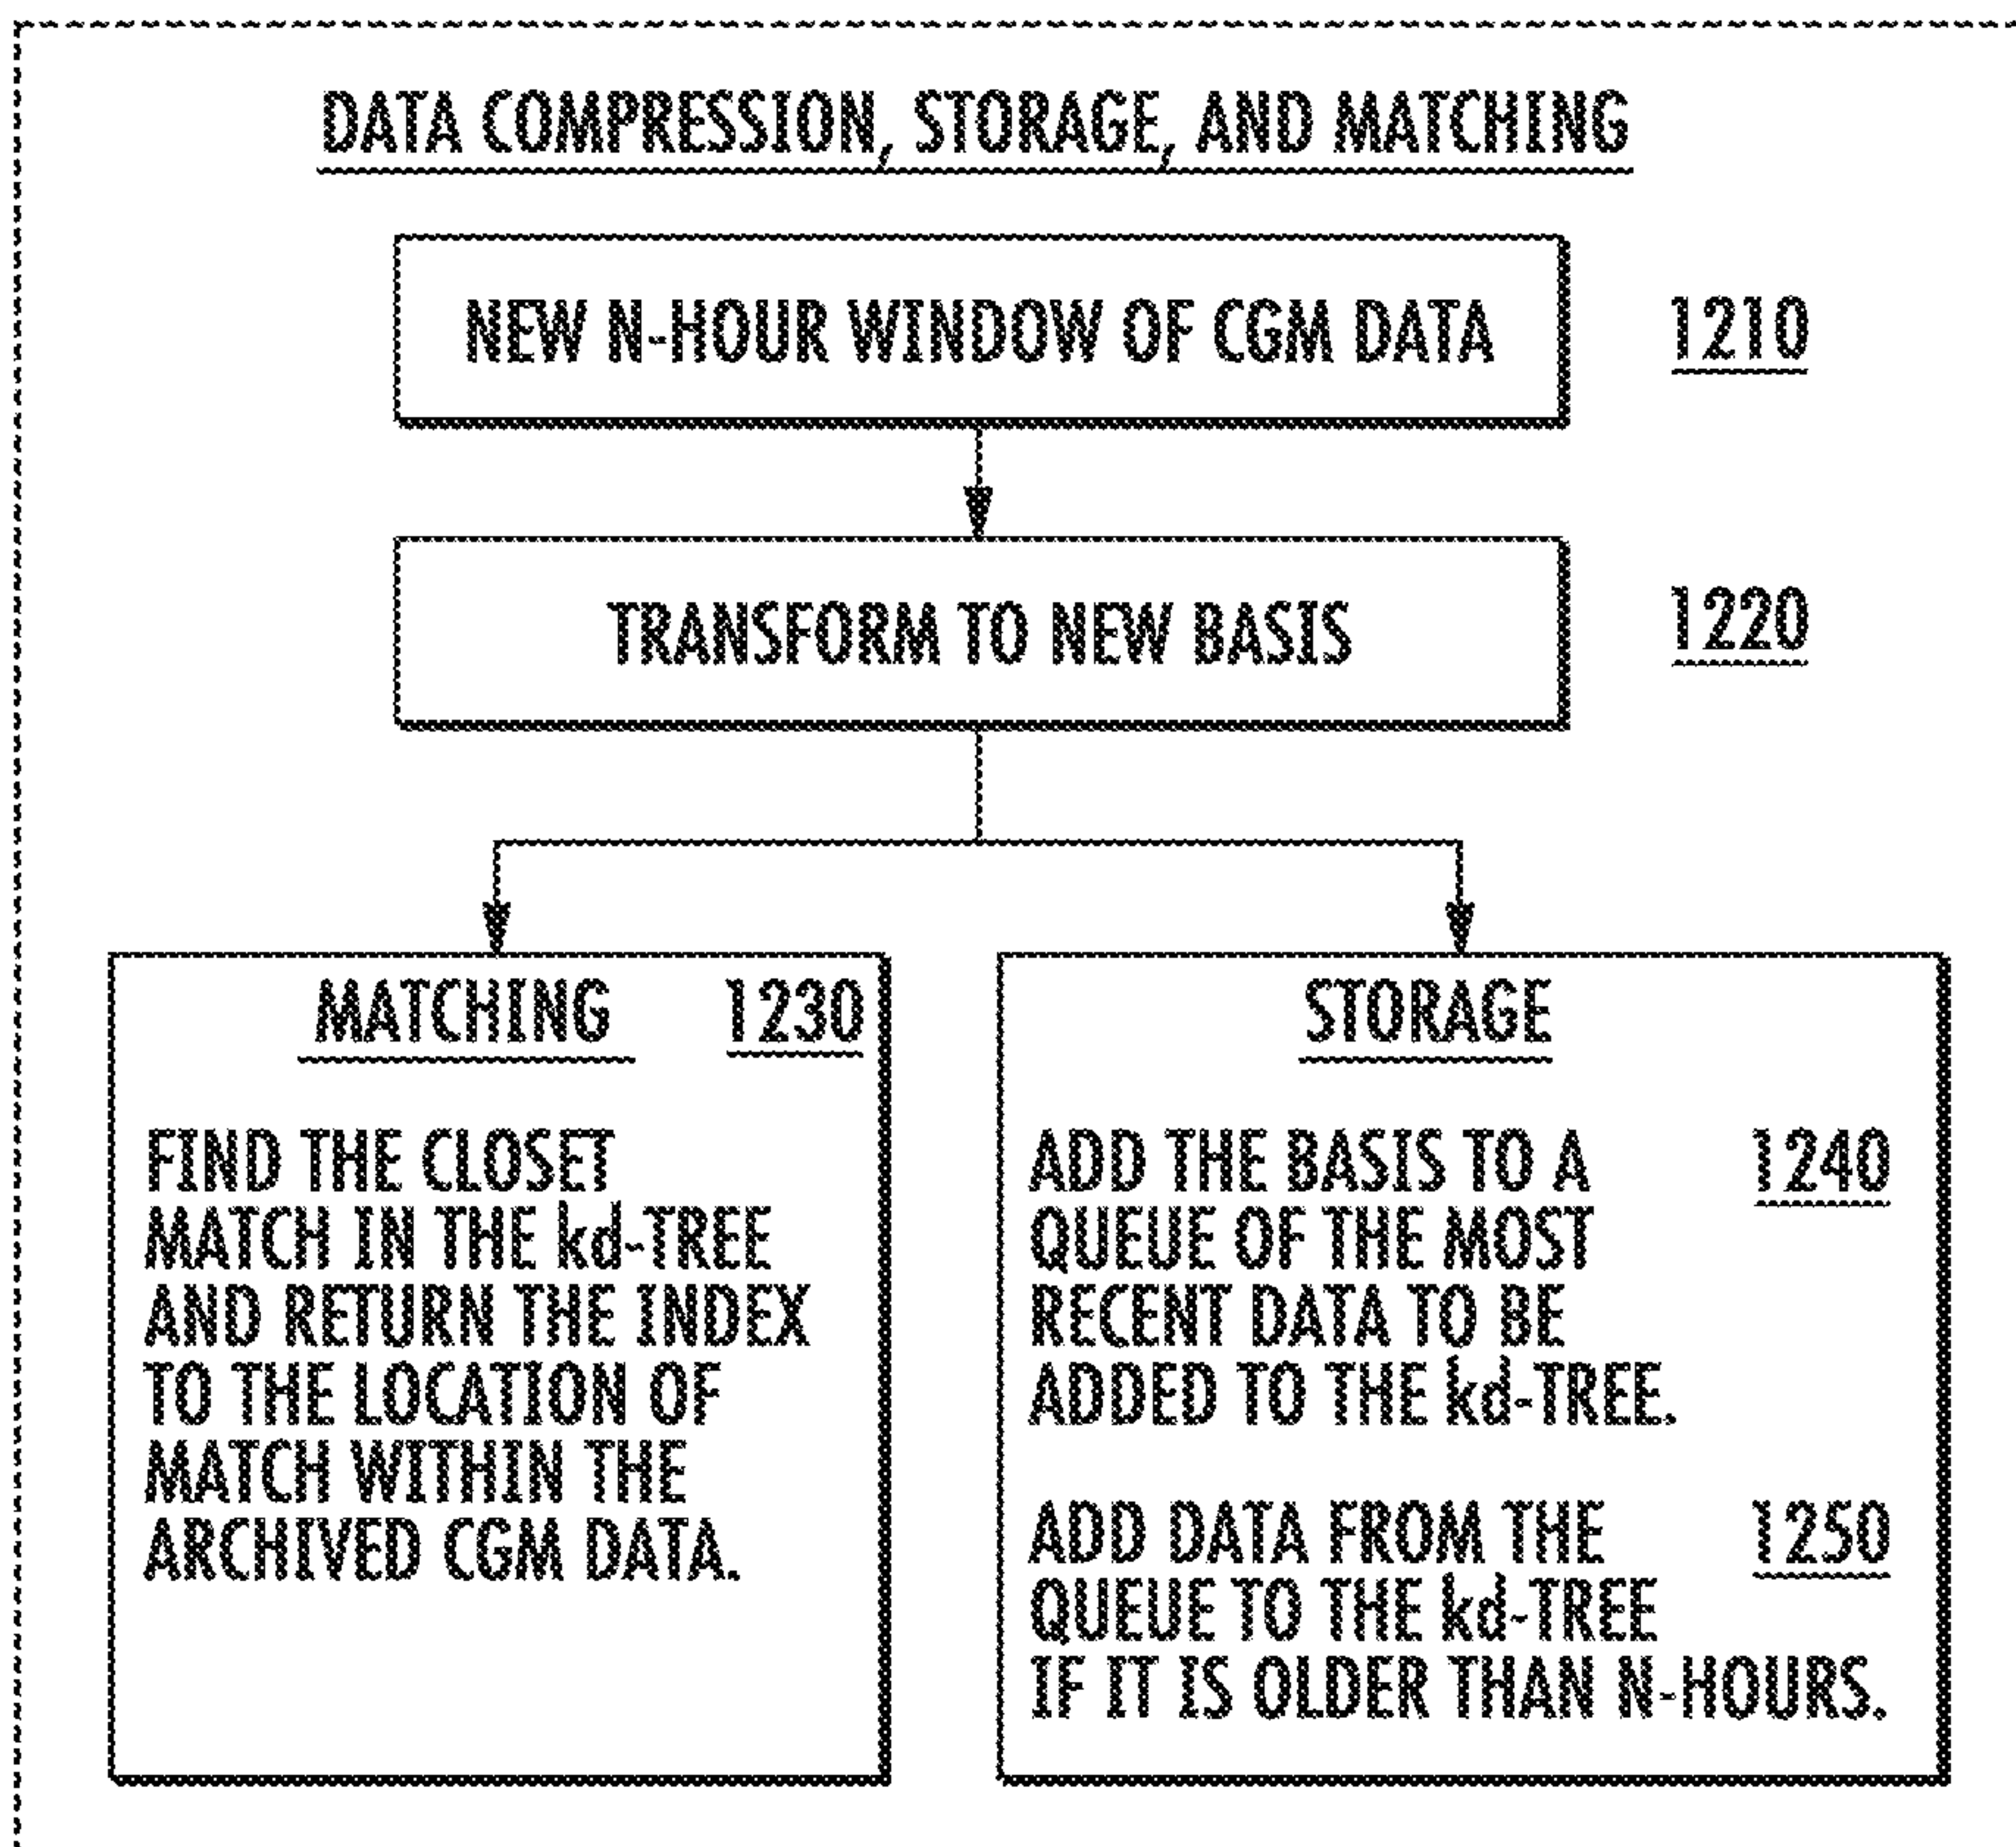 DATA COMPRESSION, STORAGE, AND MATCHING
NEW N-HOUR WINDOW OF CGM DATA
1210
TRANSFORM TO NEW BASIS
1220
MATCHING
1230
FIND THE CLOSET
MATCH IN THE kd-TREE
AND RETURN THE INDEX
TO THE LOCATION OF
MATCH WITHIN THE
ARCHIVED CGM DATA.
STORAGE
ADD THE BASIS TO A
1240
QUEUE OF THE MOST
RECENT DATA TO BE
ADDED TO THE kd-TREE.
ADD DATA FROM THE
1250
QUEUE TO THE kd-TREE
IF IT IS OLDER THAN N-HOURS.